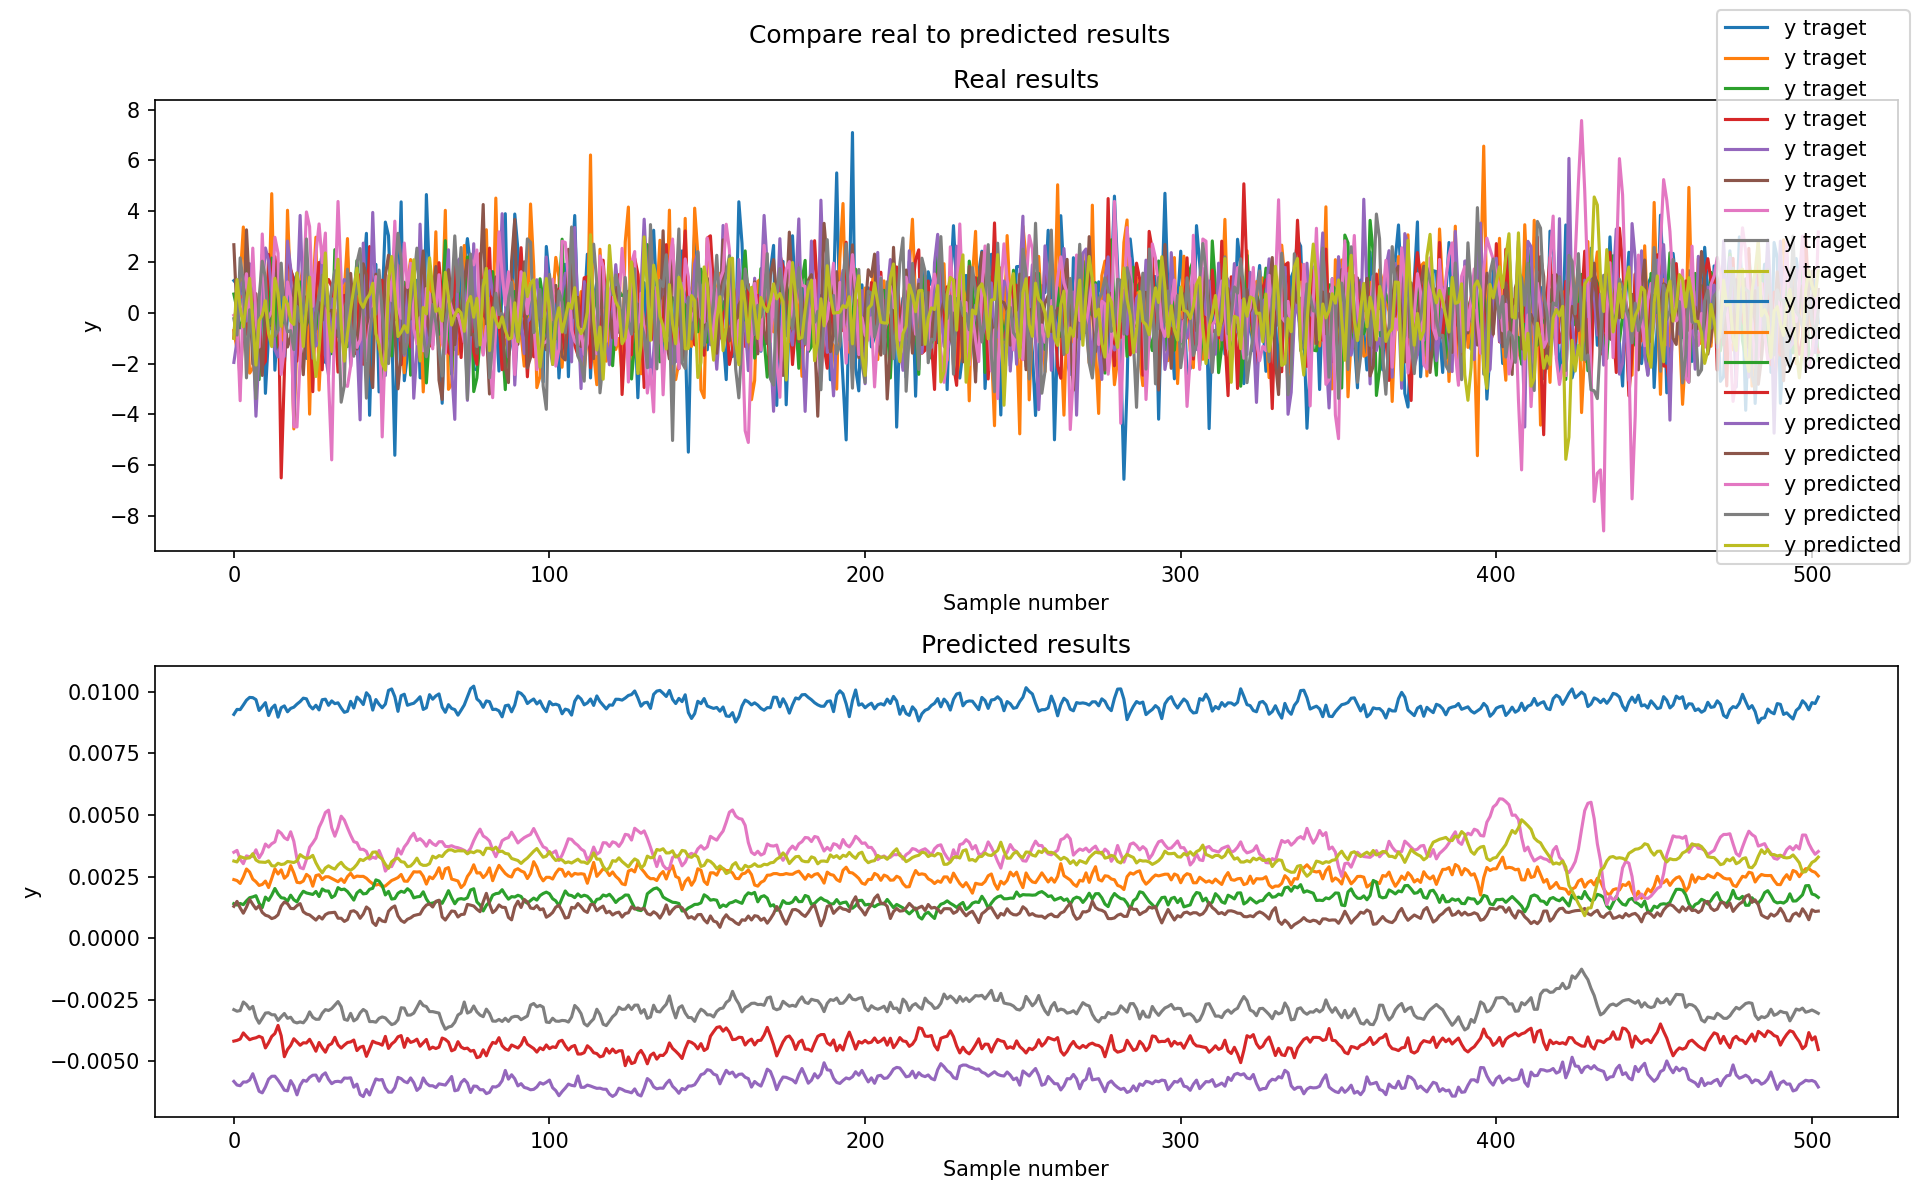 Compare real to predicted results
Real results
y traget
y traget
y traget
y traget
y traget
y traget
y traget
y traget
y traget
y predicted
y predicted
y predicted
y predicted
y predicted
y predicted
y predicted
y predicted
y predicted
8
6
4
2
0
−2
−4
−6
−8
y
0 100 200 300 400 500
Sample number
Predicted results
0.0100
0.0075
0.0050
0.0025
0.0000
−0.0025
−0.0050
y
0 100 200 300 400 500
Sample number